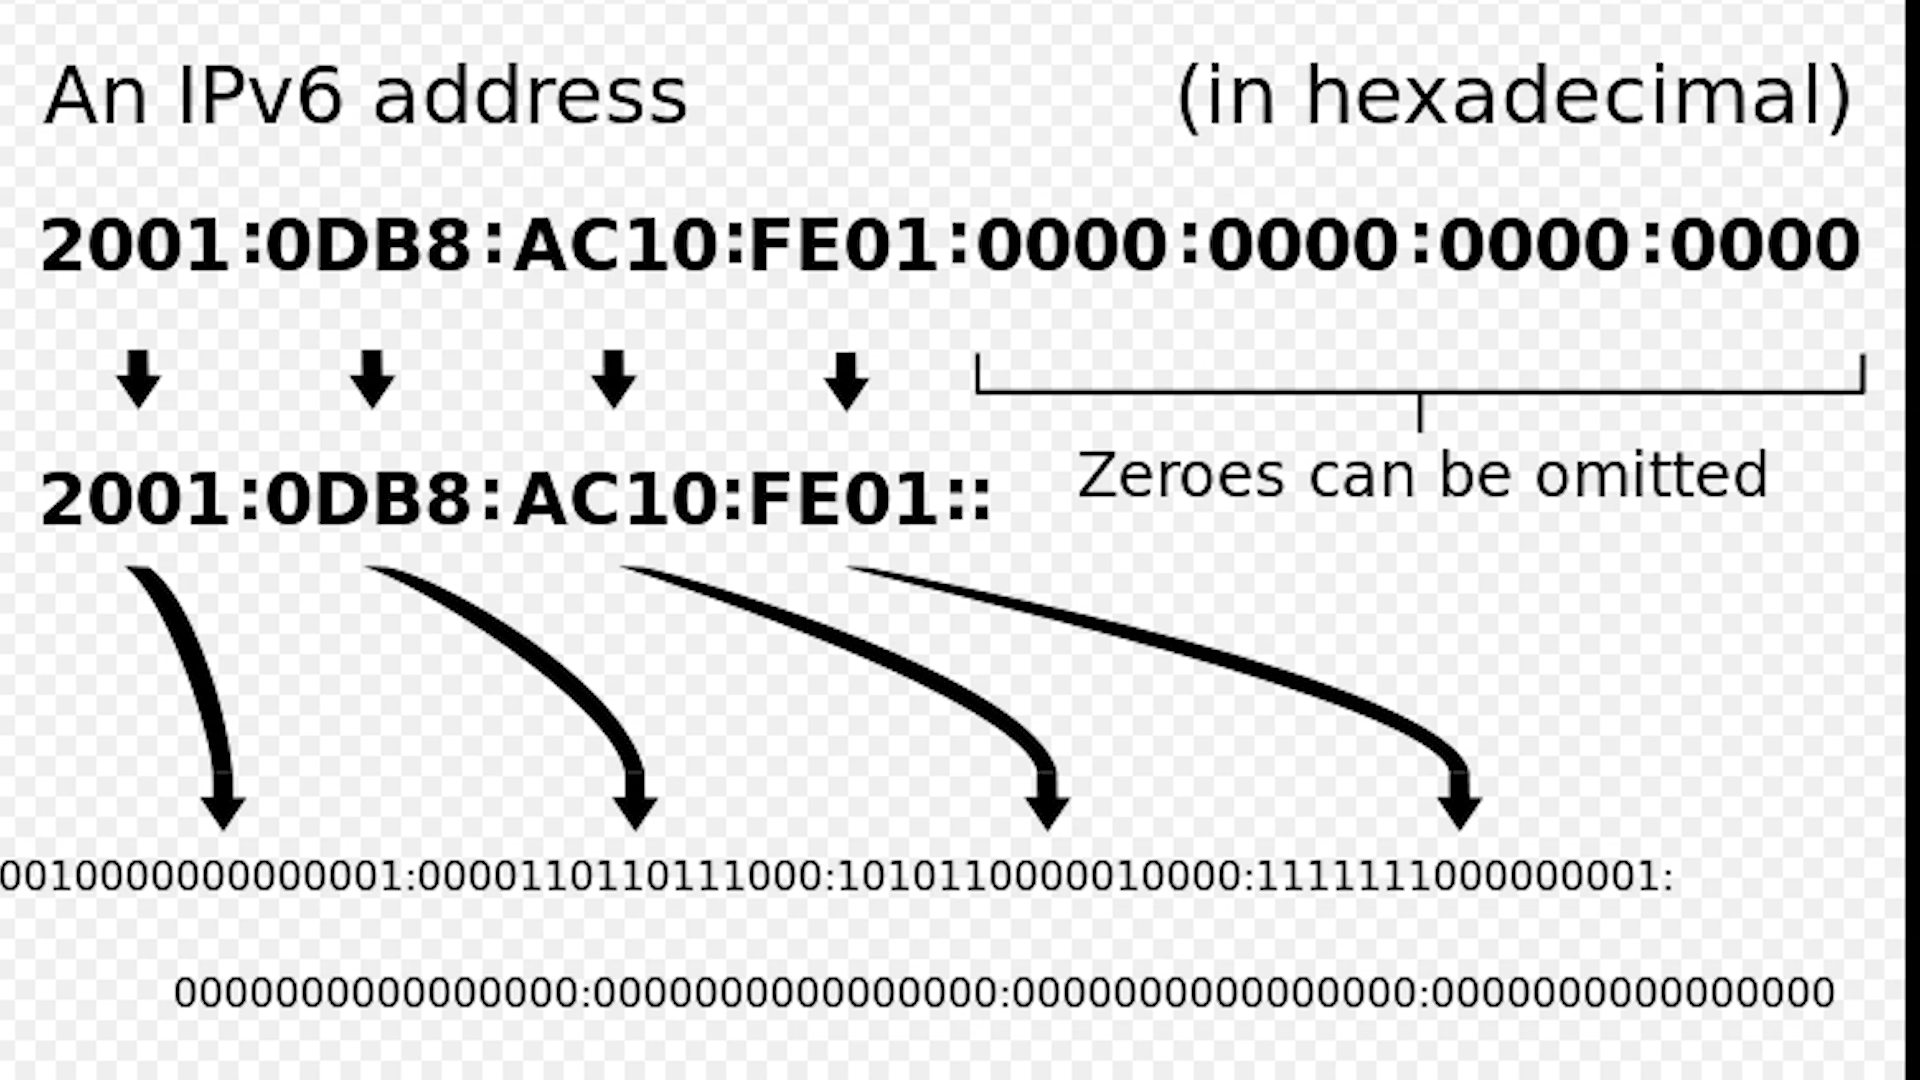 An IPv6 address (in hexadecimal)
2001:0DB8:AC10:FE01:0000:0000:0000:0000
2001:0DB8:AC10:FE01:: Zeroes can be omitted
0010000000000001:0000110110111000:1010110000010000:1111111000000001:
0000000000000000:0000000000000000:0000000000000000:0000000000000000